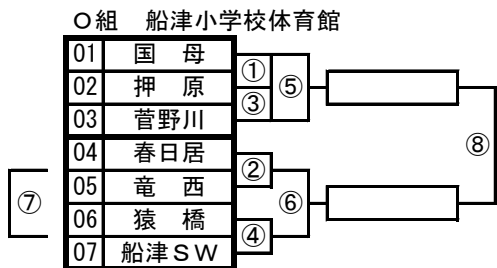 O組 船津小学校体育館
01 国 母
02 押 原
03 菅野川
04 春日居
05 竜 西
06 猿 橋
07 船津SW
① ⑤
③
②
⑥
④
⑦
⑧